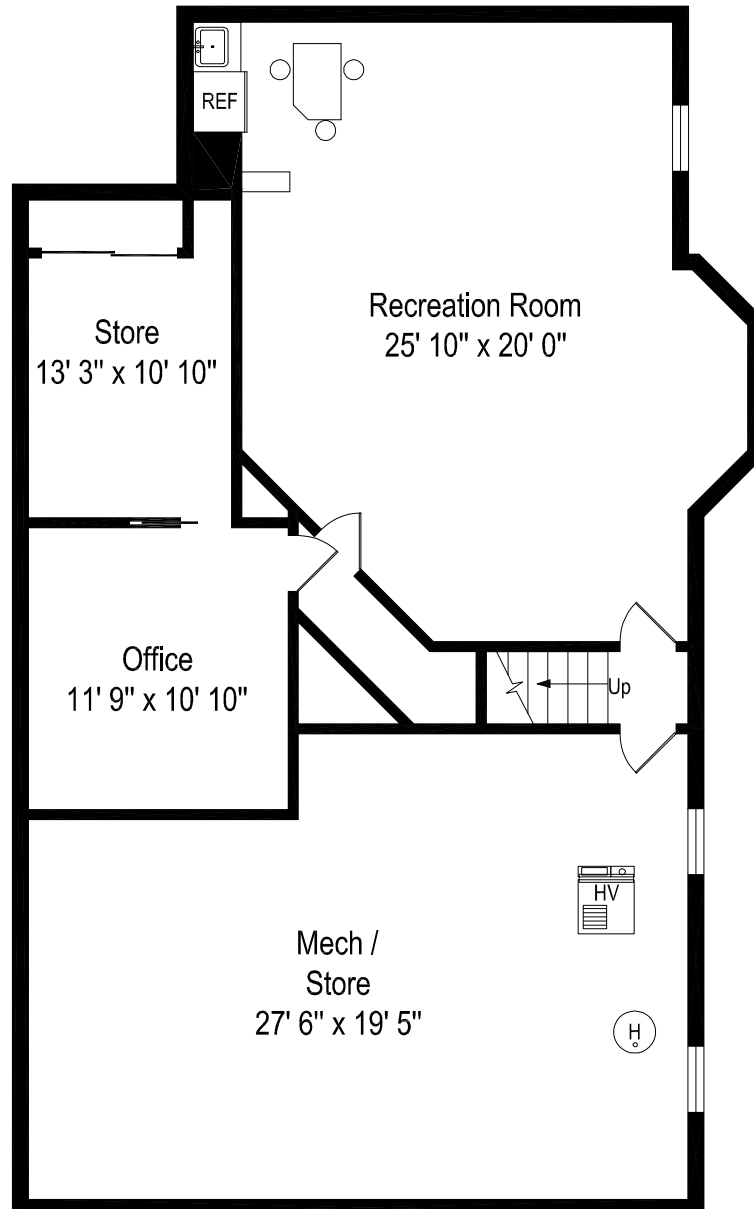 REF
Recreation Room
25' 10" x 20' 0"
Store
13' 3" x 10' 10"
Office
11' 9" x 10' 10"
Up
HV
Mech /
Store
27' 6" x 19' 5"
H